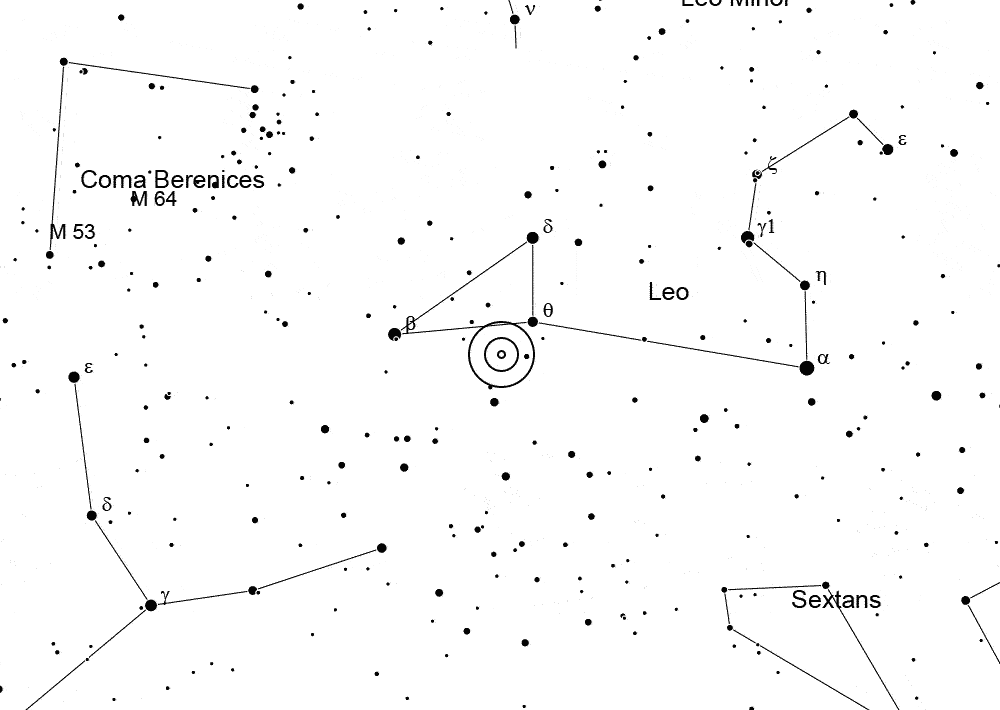 Leo Minor
ν
ε
ζ
Coma Berenices
M 64
γ1
δ
M 53
η
Leo
θ
β
α
ε
δ
γ
Sextans